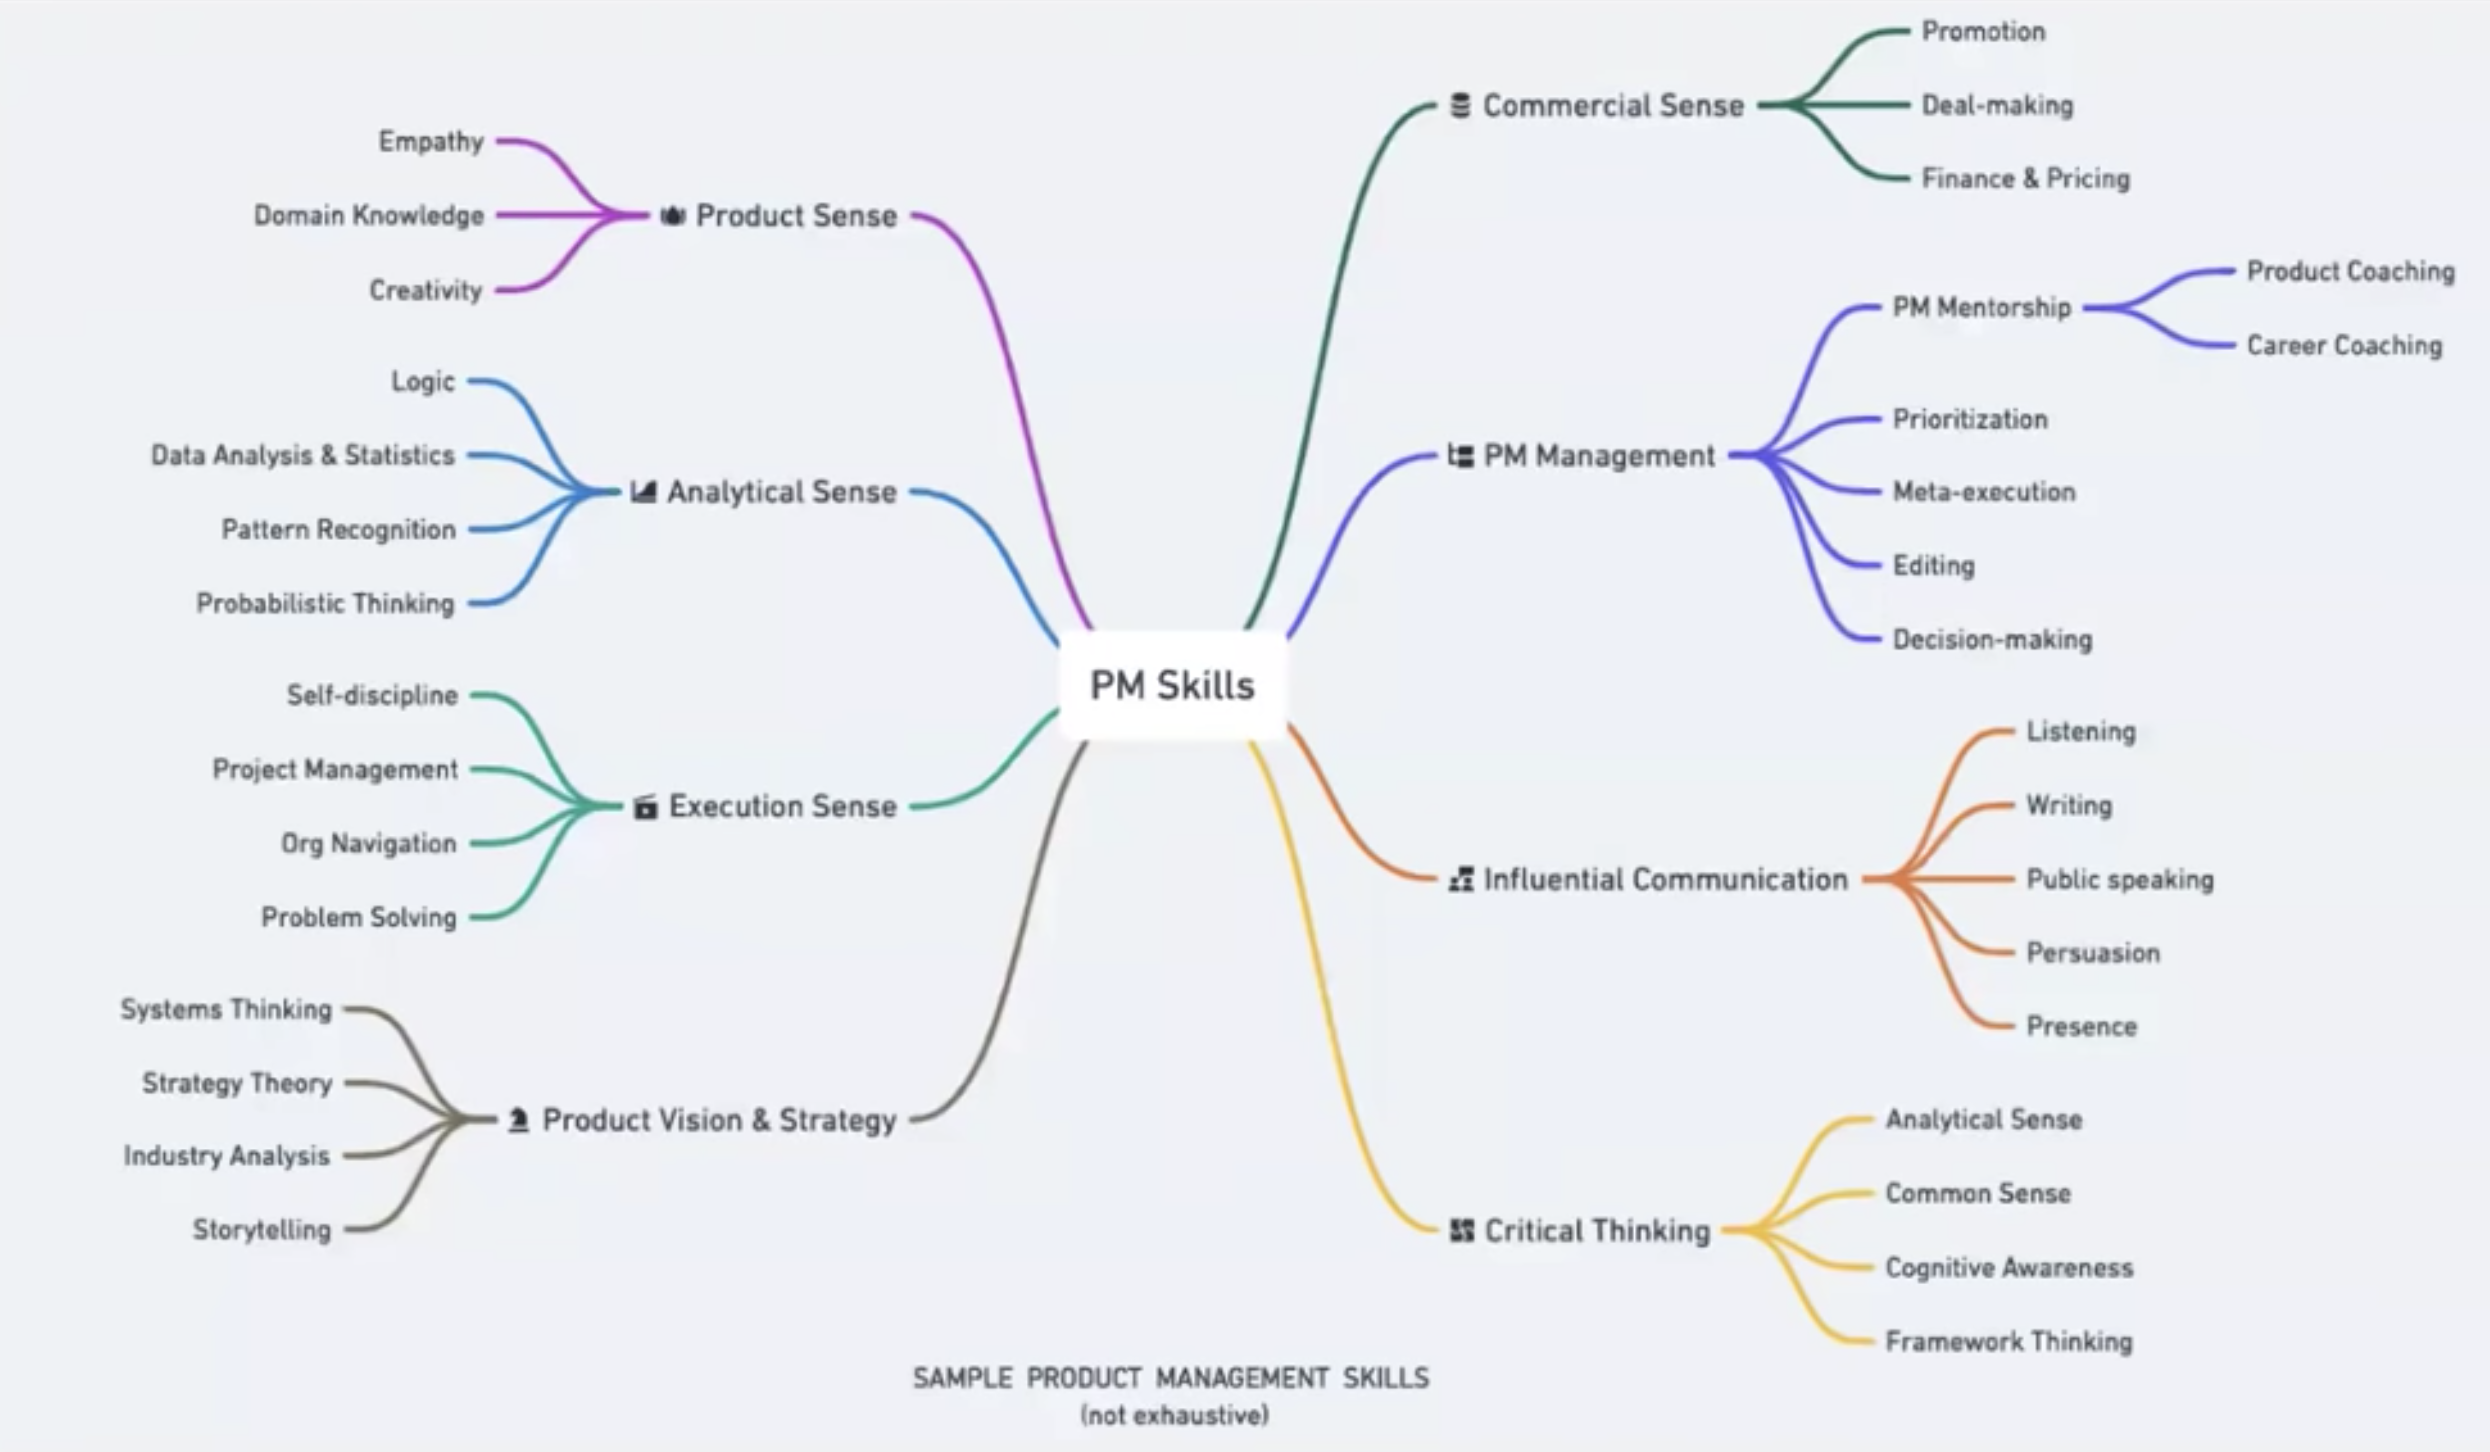 Empathy
Domain Knowledge
Creativity
Product Sense
Logic
Data Analysis & Statistics
Pattern Recognition
Probabilistic Thinking
Analytical Sense
Self-discipline
Project Management
Org Navigation
Problem Solving
Execution Sense
Systems Thinking
Strategy Theory
Industry Analysis
Storytelling
Product Vision & Strategy
PM Skills
Commercial Sense
Promotion
Deal-making
Finance & Pricing
PM Management
PM Mentorship
Product Coaching
Career Coaching
Prioritization
Meta-execution
Editing
Decision-making
Influential Communication
Listening
Writing
Public speaking
Persuasion
Presence
Critical Thinking
Analytical Sense
Common Sense
Cognitive Awareness
Framework Thinking
SAMPLE PRODUCT MANAGEMENT SKILLS
(not exhaustive)